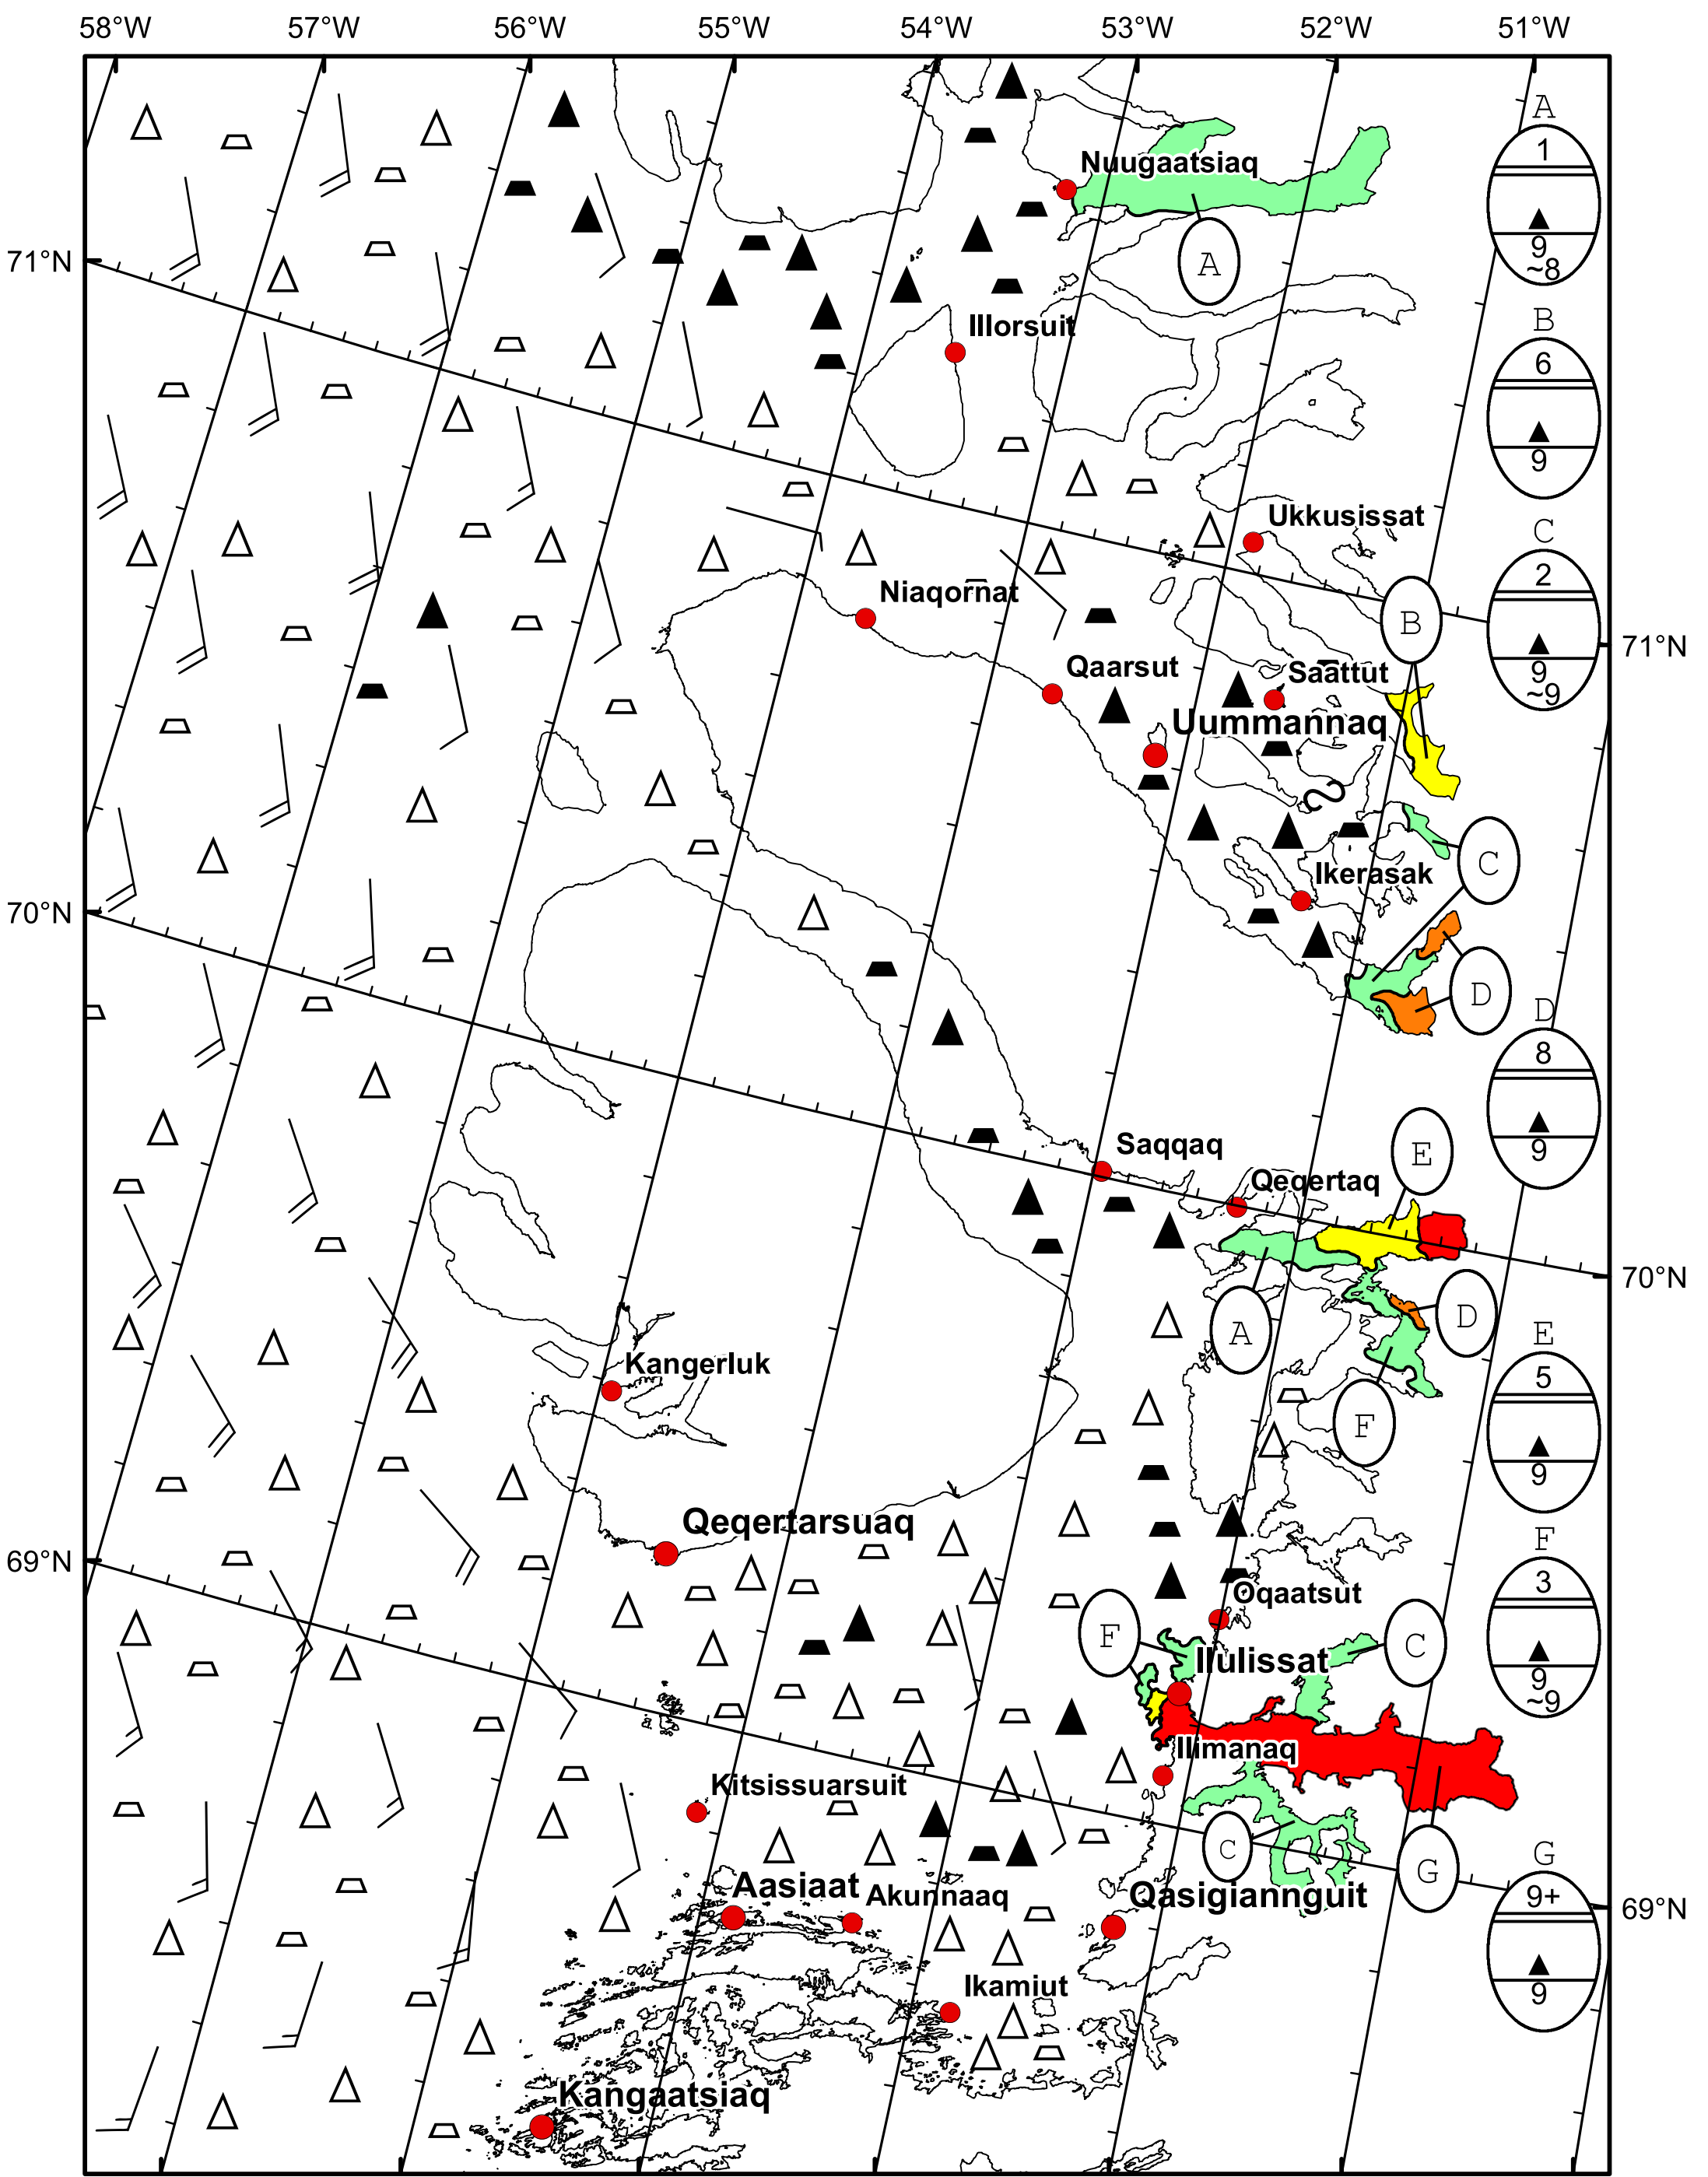 58°W 57°W 56°W 55°W 54°W 53°W 52°W 51°W
A
1
9
~8
Nuugaatsiaq
A
71°N
B
6
9
Illorsuit
Ukkusissat
C
2
9
~9
Niaqornat
B
71°N
Qaarsut
Saattut
Uummannaq
C
Ikerasak
70°N
D
D
8
9
Saqqaq
E
Qeqertaq
70°N
A
D
E
5
9
Kangerluk
F
Qeqertarsuaq
69°N
F
3
9
~9
Oqaatsut
F
C
Ilulissat
Ilimanaq
Kitsissuarsuit
C
G
G
9+
9
Aasiaat
Akunnaaq
Qasigiannguit
69°N
Ikamiut
Kangaatsiaq